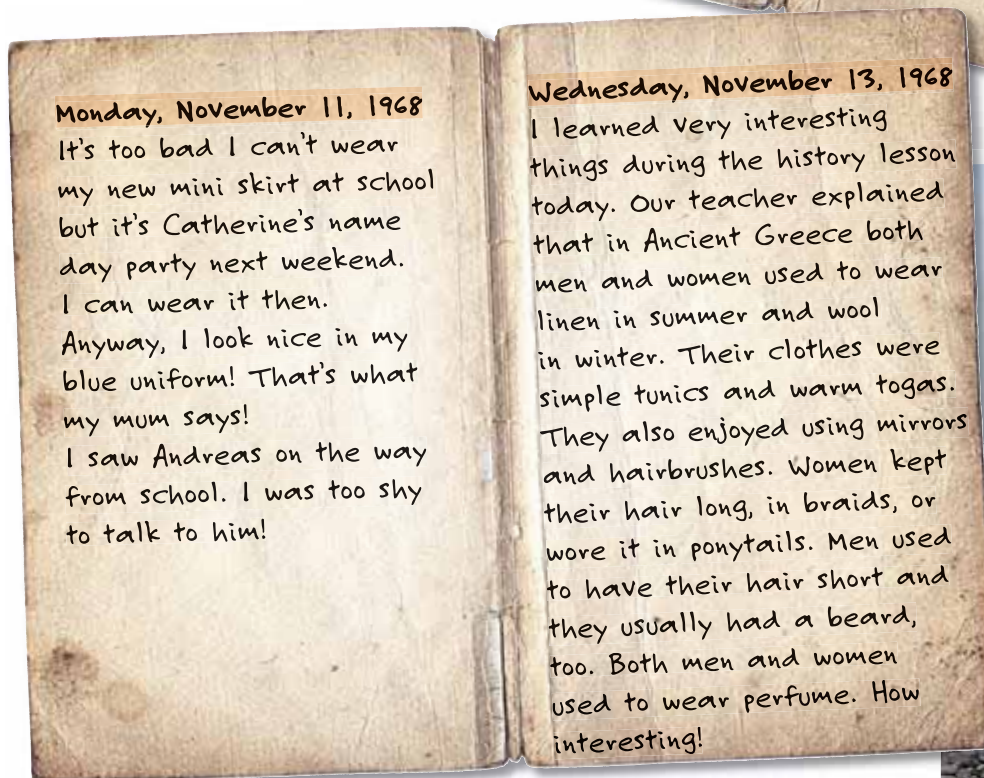 Monday, November 11, 1968
It's too bad I can't wear
my new mini skirt at school
but it's Catherine's name
day party next weekend.
I can wear it then.
Anyway, I look nice in my
blue uniform! That's what
my mum says!
I saw Andreas on the way
from school. I was too shy
to talk to him!
Wednesday, November 13, 1968
I learned very interesting
things during the history lesson
today. Our teacher explained
that in Ancient Greece both
men and women used to wear
linen in summer and wool
in winter. Their clothes were
simple tunics and warm togas.
They also enjoyed using mirrors
and hairbrushes. Women kept
their hair long, in braids, or
wore it in ponytails. Men used
to have their hair short and
they usually had a beard,
too. Both men and women
used to wear perfume. How
interesting!